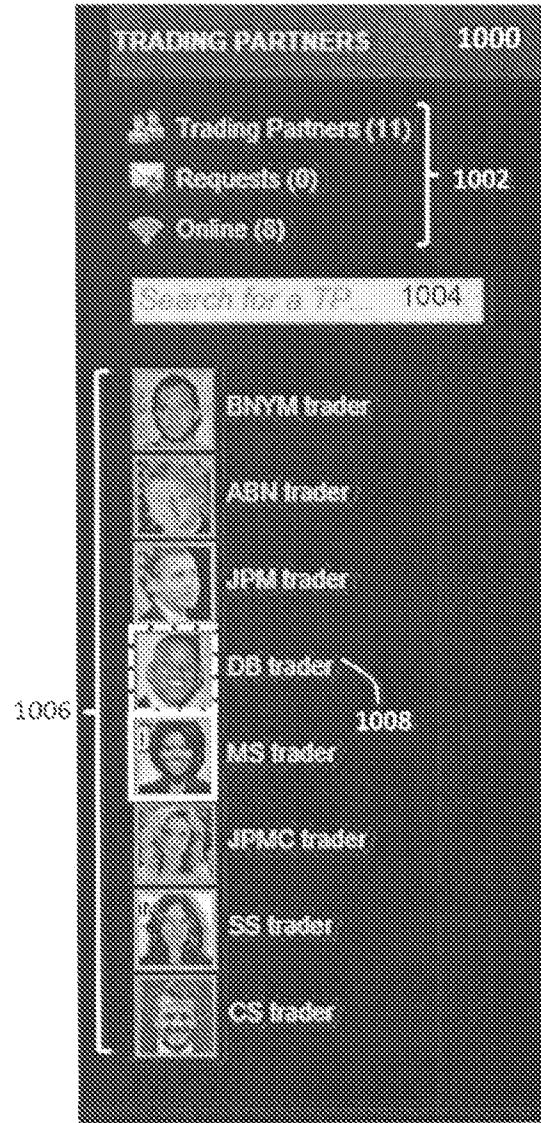 TRADING PARTNERS 1000
Trading Partners (11)
Requests (0)
1002
Online (8)
Search for a TP... 1004
BNYM trader
ABN trader
JPM trader
DB trader
1006
1008
MS trader
JPMC trader
SS trader
CS trader